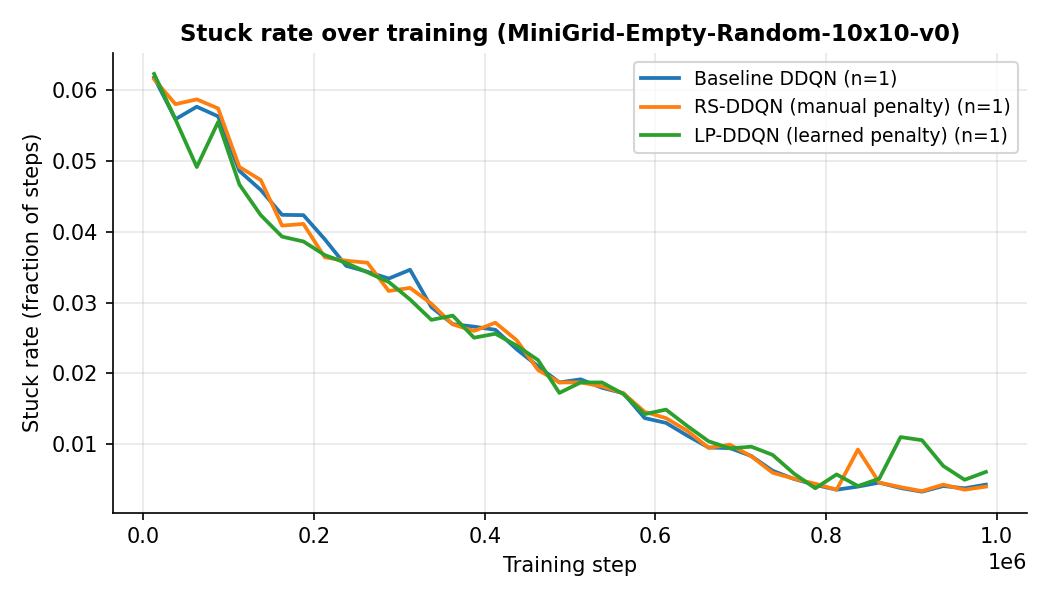 Stuck rate over training (MiniGrid-Empty-Random-10x10-v0)
Baseline DDQN (n=1)
RS-DDQN (manual penalty) (n=1)
LP-DDQN (learned penalty) (n=1)
Stuck rate (fraction of steps)
0.06
0.05
0.04
0.03
0.02
0.01
0.0 0.2 0.4 0.6 0.8 1.0
1e6
Training step